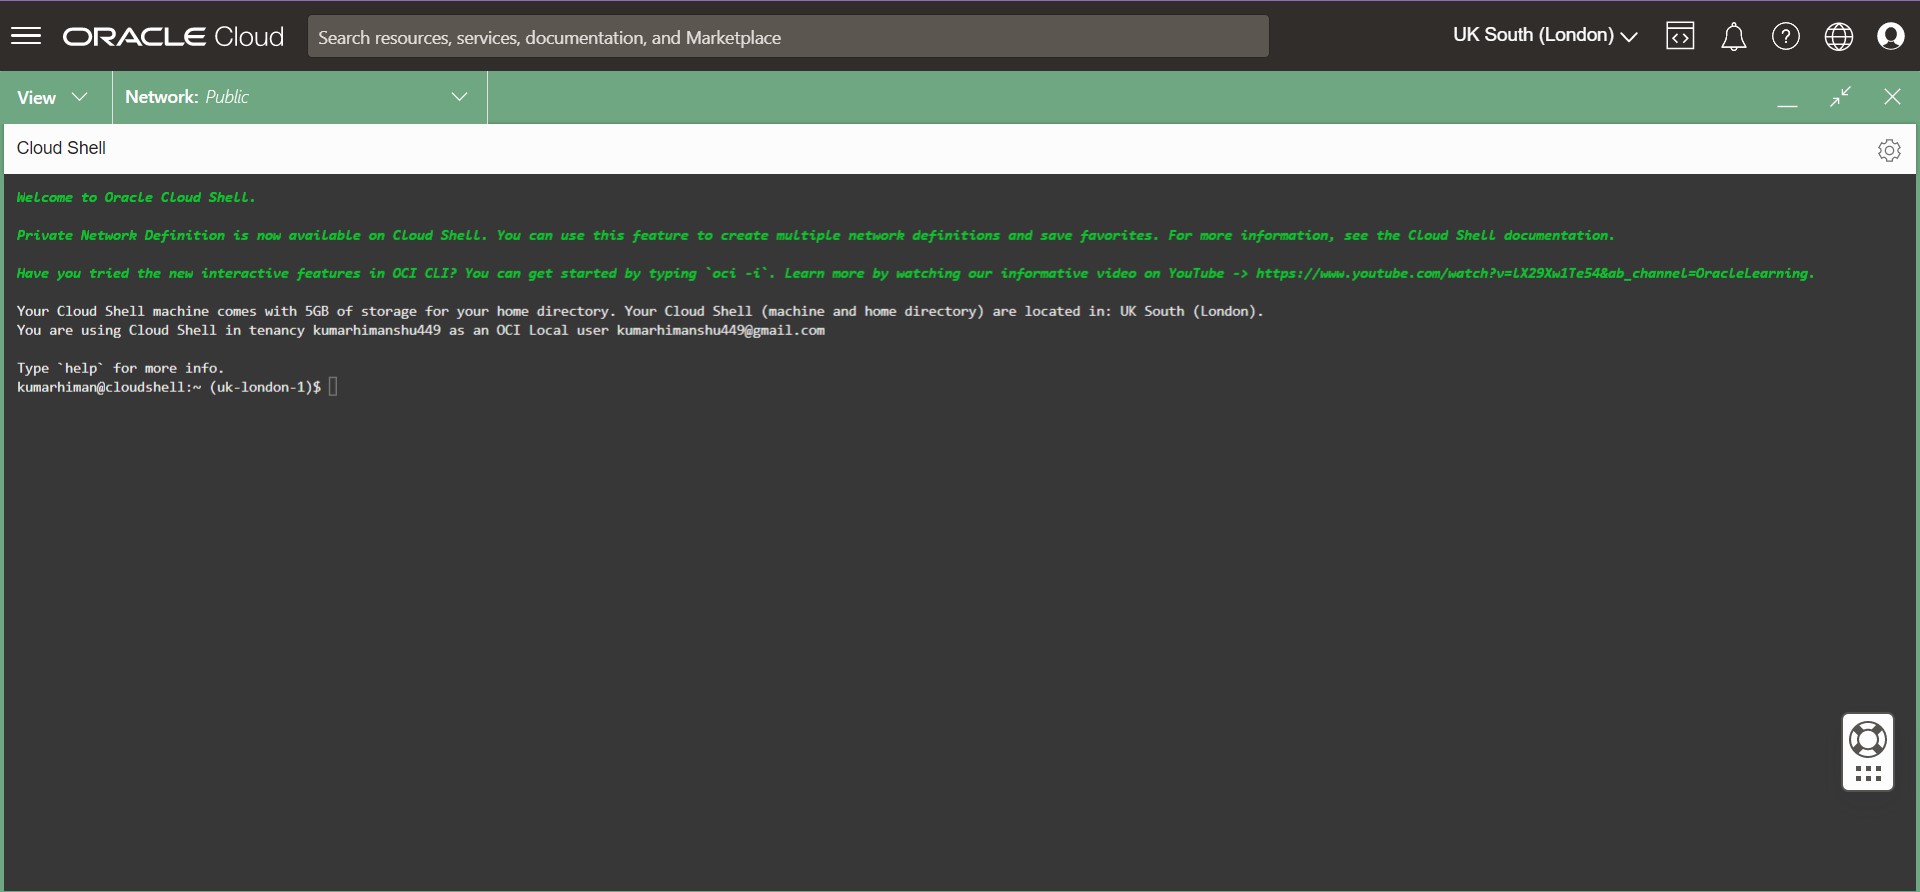 ORACLE Cloud
Search resources, services, documentation, and Marketplace
UK South (London)
View
Network: Public
Cloud Shell
Welcome to Oracle Cloud Shell.
Private Network Definition is now available on Cloud Shell. You can use this feature to create multiple network definitions and save favorites. For more information, see the Cloud Shell documentation.
Have you tried the new interactive features in OCI CLI? You can get started by typing `oci -i`. Learn more by watching our informative video on YouTube -> https://www.youtube.com/watch?v=lX29Xw1Te54&ab_channel=OracleLearning.
Your Cloud Shell machine comes with 5GB of storage for your home directory. Your Cloud Shell (machine and home directory) are located in: UK South (London).
You are using Cloud Shell in tenancy kumarhimanshu449 as an OCI Local user kumarhimanshu449@gmail.com
Type `help` for more info.
kumarhiman@cloudshell:~ (uk-london-1)$